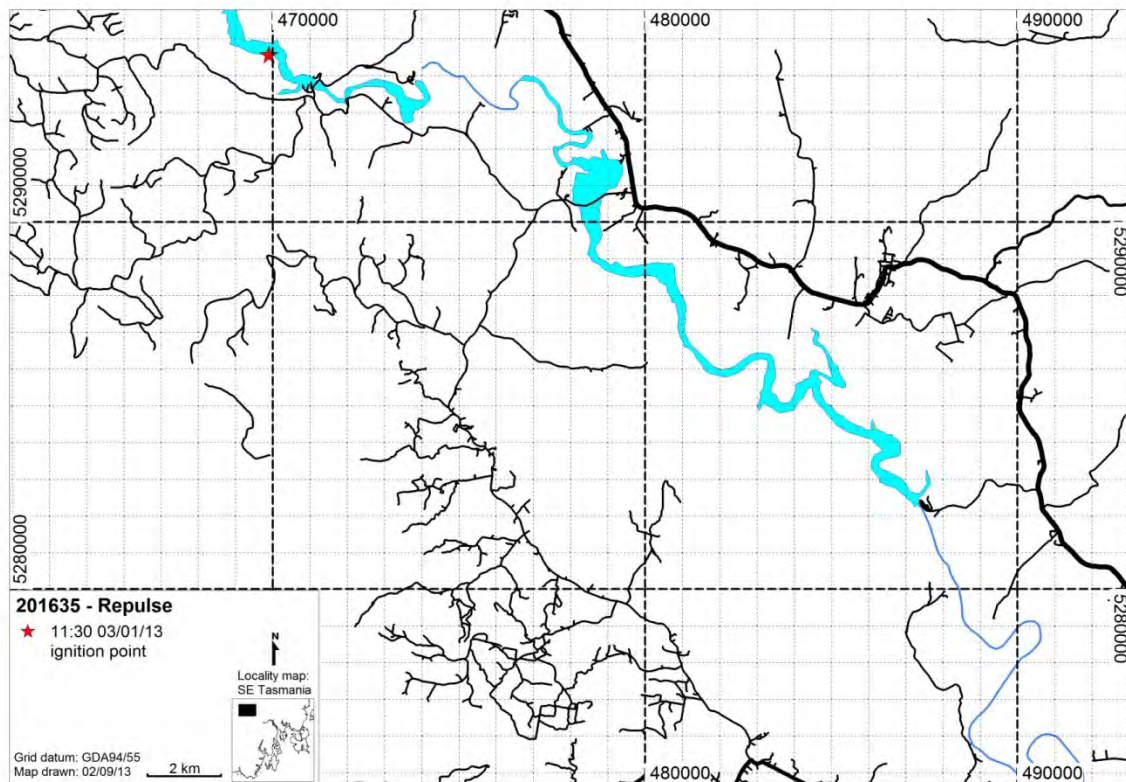 470000
480000
490000
5290000
5290000
5280000
5280000
201635 - Repulse
11:30 03/01/13
ignition point
N
Locality map:
SE Tasmania
Grid datum: GDA94/55
Map drawn: 02/09/13
2 km
480000
490000